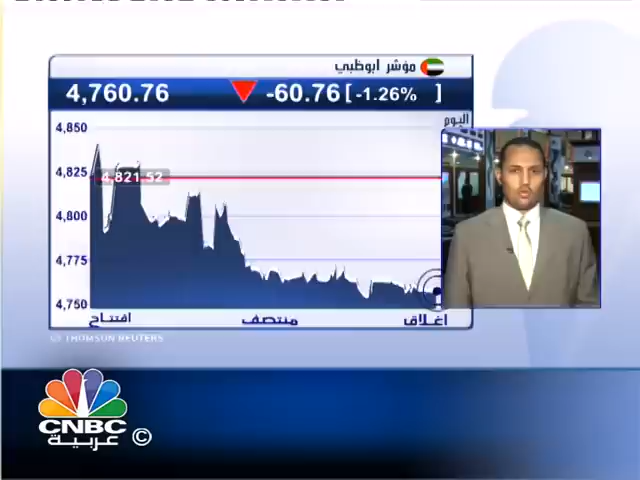 مؤشر ابوظبي
4,760.76 ▼ -60.76 [ -1.26% ]
اليوم
4,850
4,825
4,821.52
4,800
4,775
4,750
افتتاح منتصف اغلاق
© THOMSON REUTERS
CNBC
عربية ©